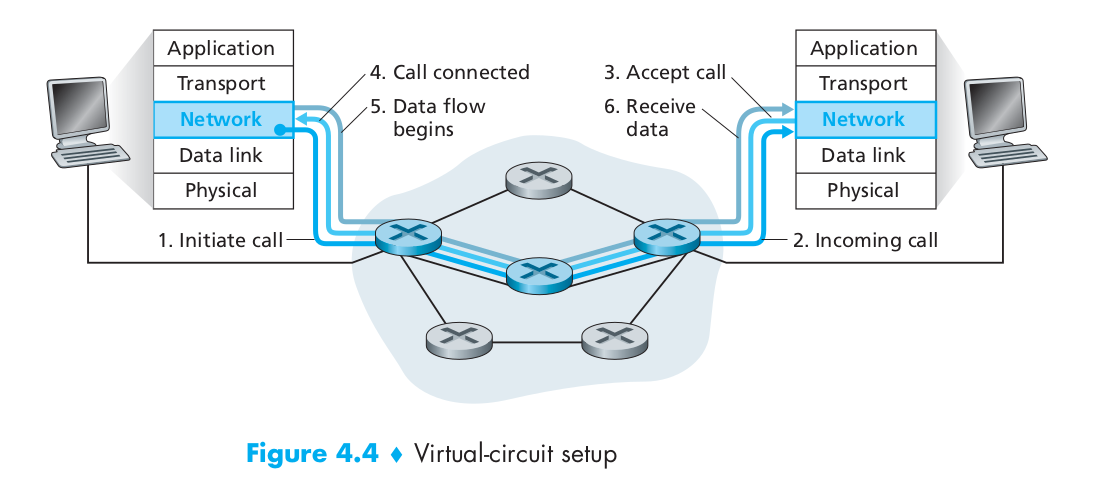 Application
Transport
Network
Data link
Physical
4. Call connected
5. Data flow
begins
1. Initiate call
3. Accept call
6. Receive
data
2. Incoming call
Application
Transport
Network
Data link
Physical
Figure 4.4 ♦ Virtual-circuit setup